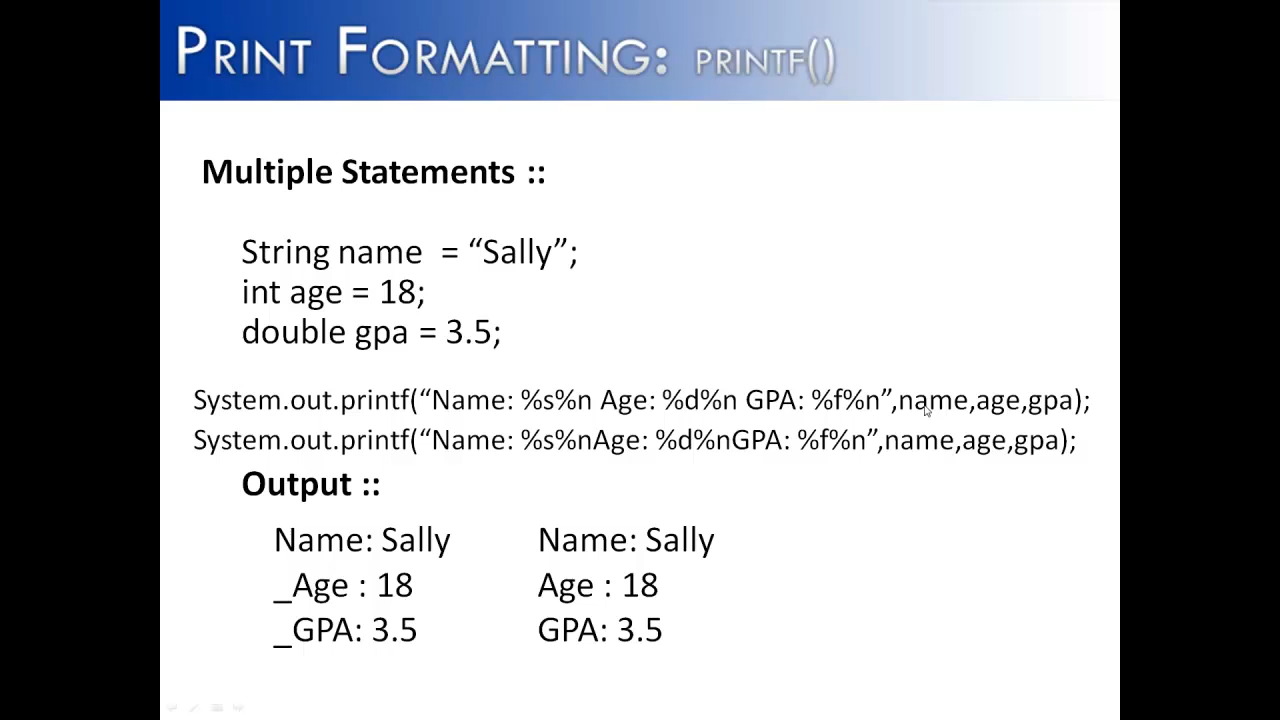 PRINT FORMATTING: PRINTF()
Multiple Statements ::
String name = “Sally”;
int age = 18;
double gpa = 3.5;
System.out.printf(“Name: %s%n Age: %d%n GPA: %f%n”,name,age,gpa);
System.out.printf(“Name: %s%nAge: %d%nGPA: %f%n”,name,age,gpa);
Output ::
Name: Sally Name: Sally
_Age : 18 Age : 18
_GPA: 3.5 GPA: 3.5